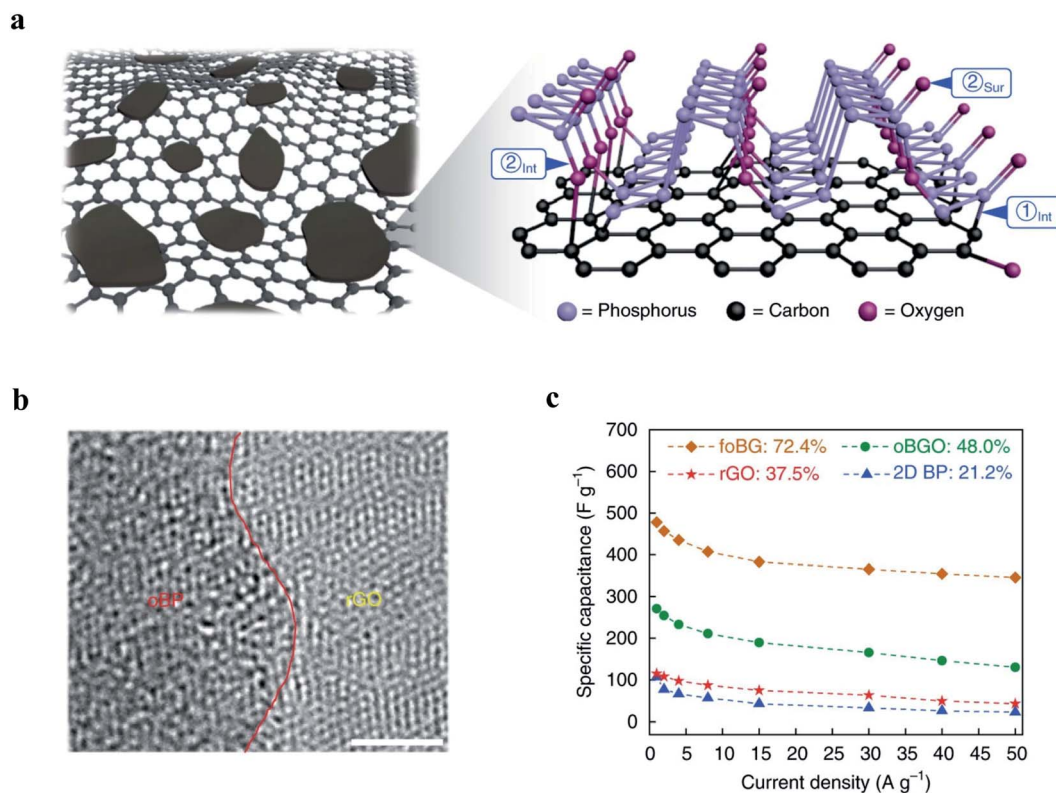 a
②Sur
②Int
①Int
= Phosphorus = Carbon = Oxygen
b
oBP
rGO
c
700
600
500
400
300
200
100
0
Specific capacitance (F g⁻¹)
foBG: 72.4% oBGO: 48.0%
rGO: 37.5% 2D BP: 21.2%
0 5 10 15 20 25 30 35 40 45 50
Current density (A g⁻¹)